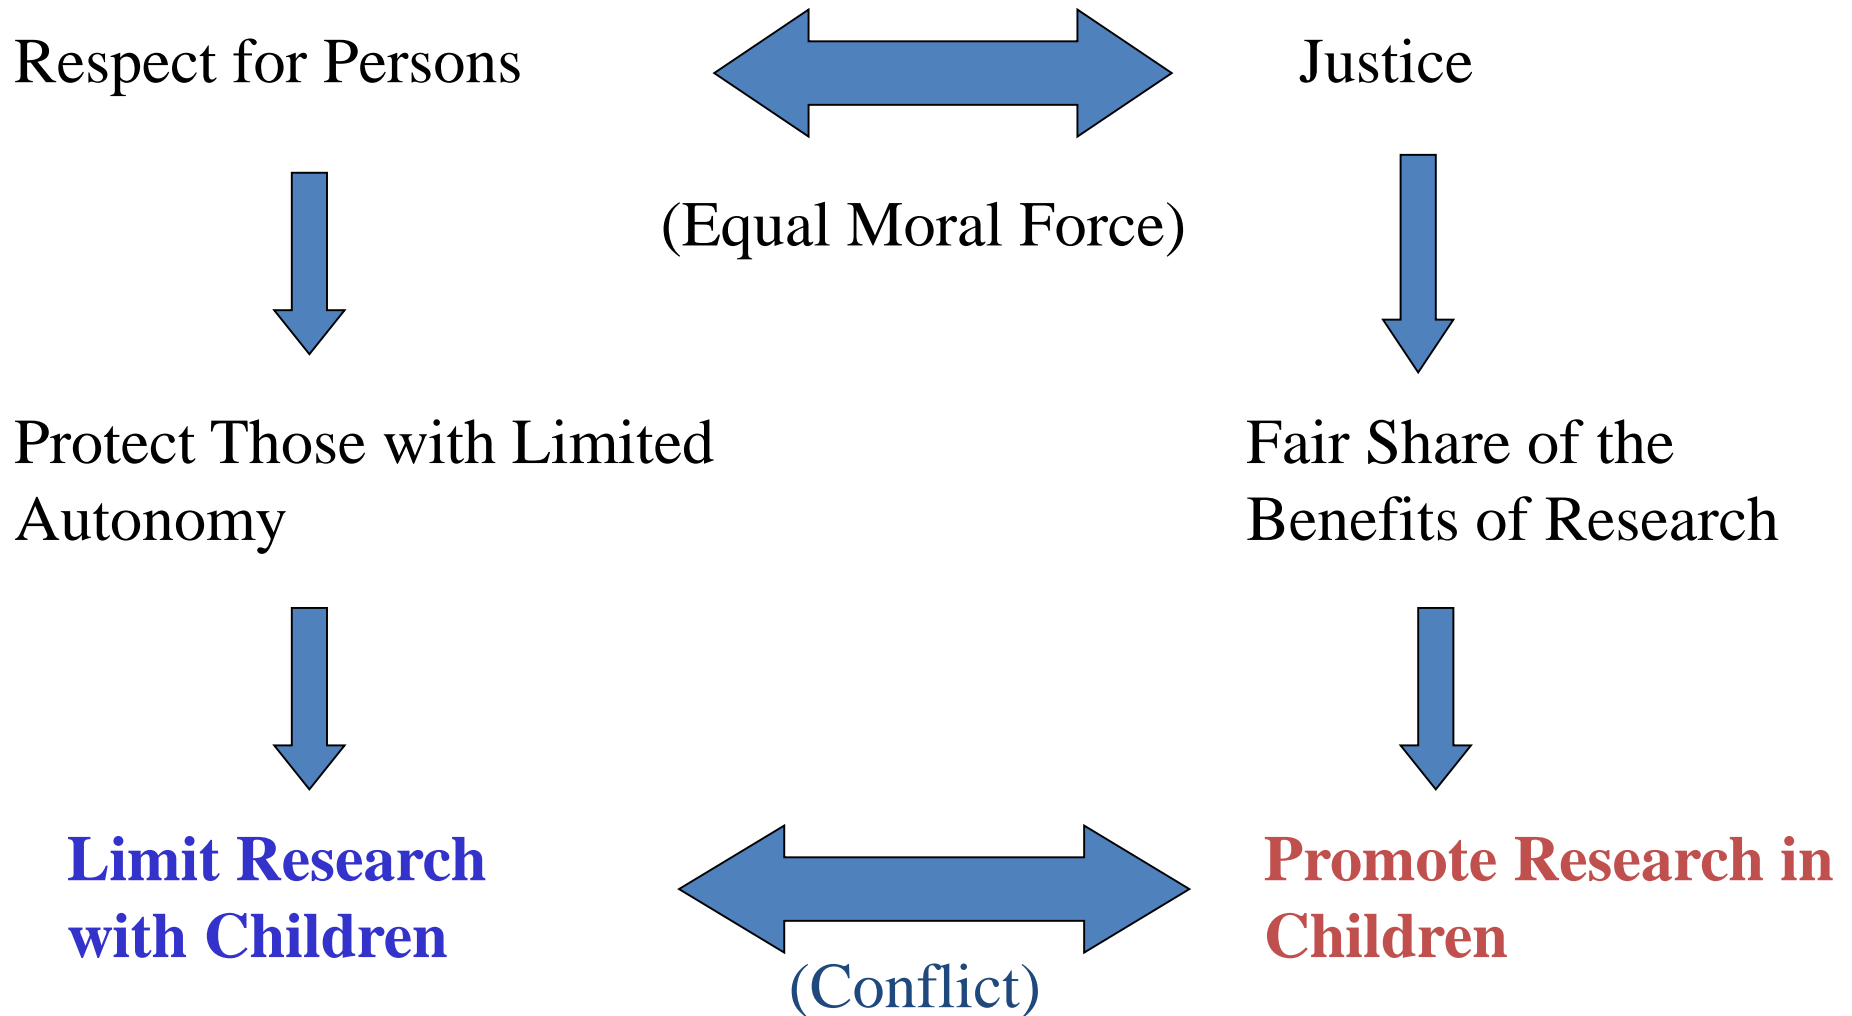 Respect for Persons
Justice
(Equal Moral Force)
Protect Those with Limited
Autonomy
Fair Share of the
Benefits of Research
Limit Research
with Children
Promote Research in
Children
(Conflict)